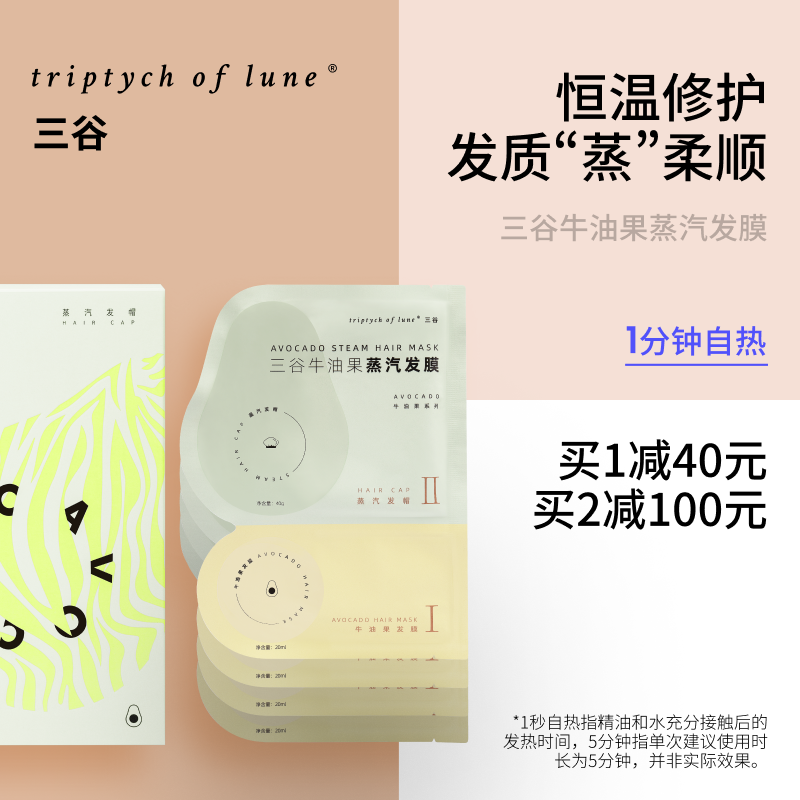 triptych of lune®
三谷
恒温修护
发质“蒸”柔顺
三谷牛油果蒸汽发膜
1分钟自热
买1减40元
买2减100元
*1秒自热指精油和水充分接触后的
发热时间，5分钟指单次建议使用时
长为5分钟，并非实际效果。
蒸汽发帽
HAIR CAP
CAVO
triptych of lune® 三谷
AVOCADO STEAM HAIR MASK
三谷牛油果蒸汽发膜
AVOCADO
牛油果系列
蒸汽发帽
STEAM HAIR CAP
HAIR CAP
蒸汽发帽
II
净含量：40g
牛油果发膜 AVOCADO HAIR MASK
AVOCADO HAIR MASK
牛油果发膜
I
净含量：20ml
净含量：20ml
净含量：20ml
净含量：20ml